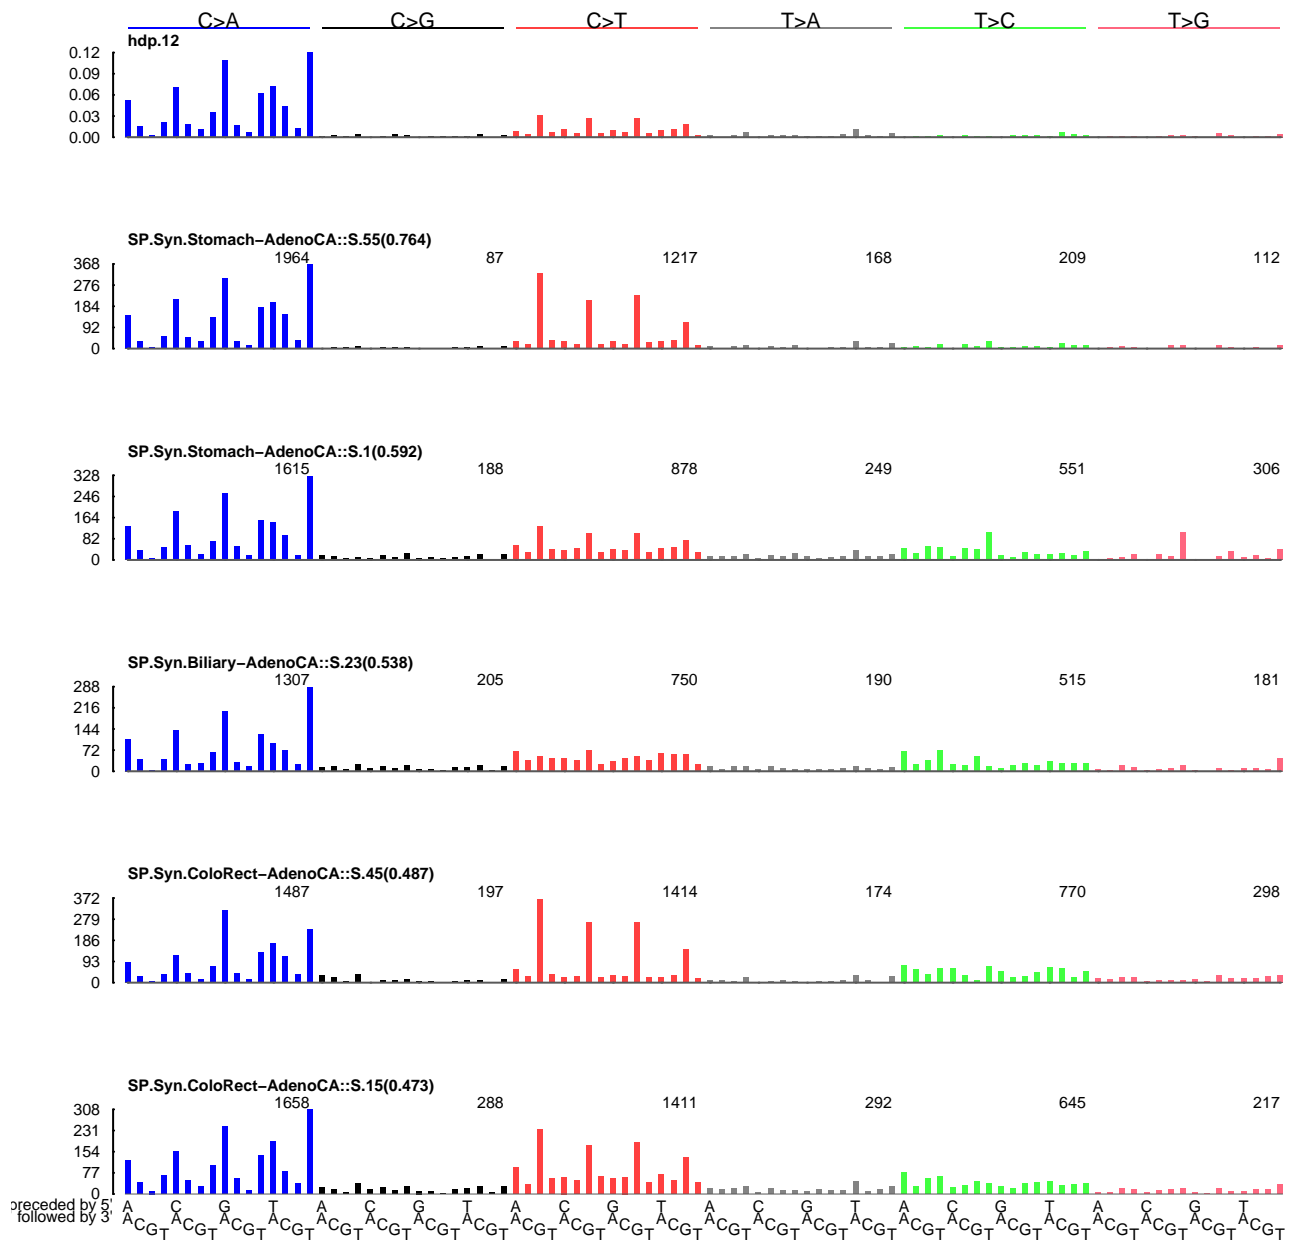 C>A C>G C>T T>A T>C T>G
hdp.12
0.12
0.09
0.06
0.03
0.00
SP.Syn.Stomach−AdenoCA::S.55(0.764)
1964 87 1217 168 209 112
368
276
184
92
0
SP.Syn.Stomach−AdenoCA::S.1(0.592)
1615 188 878 249 551 306
328
246
164
82
0
SP.Syn.Biliary−AdenoCA::S.23(0.538)
1307 205 750 190 515 181
288
216
144
72
0
SP.Syn.ColoRect−AdenoCA::S.45(0.487)
1487 197 1414 174 770 298
372
279
186
93
0
SP.Syn.ColoRect−AdenoCA::S.15(0.473)
1658 288 1411 292 645 217
308
231
154
77
0
preceded by 5' A C G T A C G T A C G T A C G T A C G T A C G T
followed by 3' A C G T A C G T A C G T A C G T A C G T A C G T A C G T A C G T A C G T A C G T A C G T A C G T A C G T A C G T A C G T A C G T A C G T A C G T A C G T A C G T A C G T A C G T A C G T A C G T